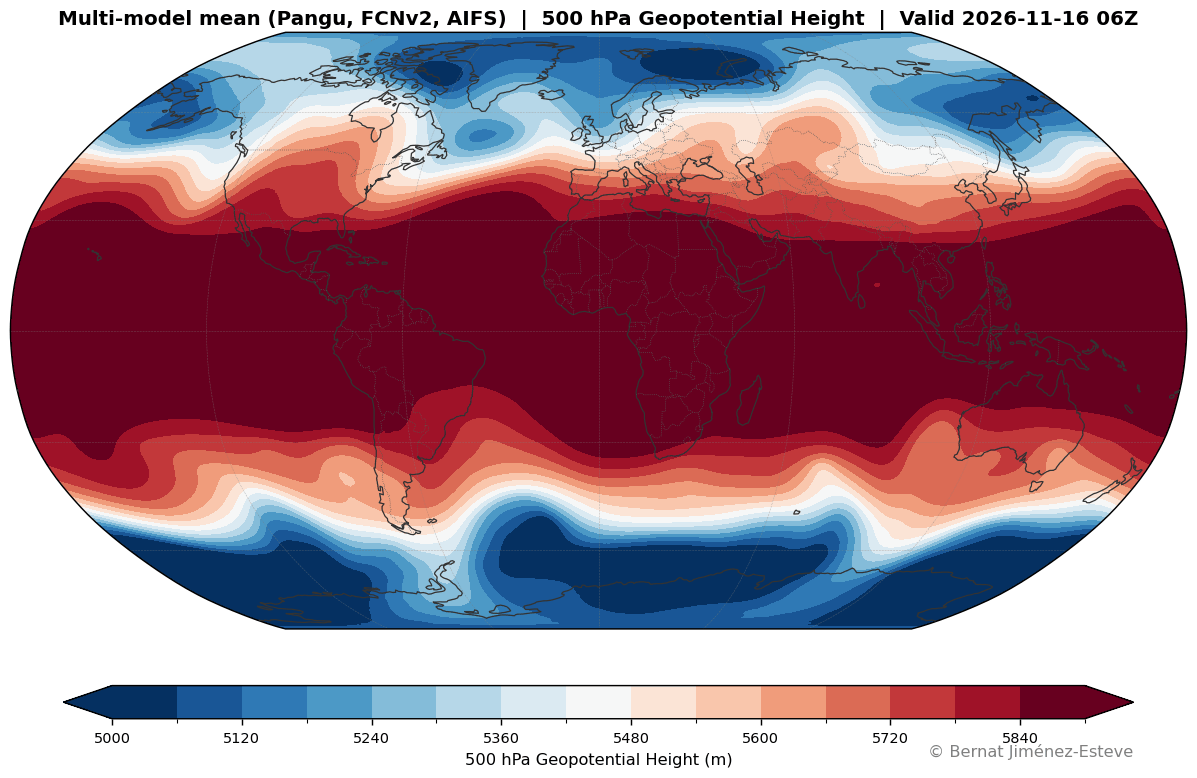 Multi-model mean (Pangu, FCNv2, AIFS) | 500 hPa Geopotential Height | Valid 2026-11-16 06Z
5000 5120 5240 5360 5480 5600 5720 5840
500 hPa Geopotential Height (m)
© Bernat Jiménez-Esteve